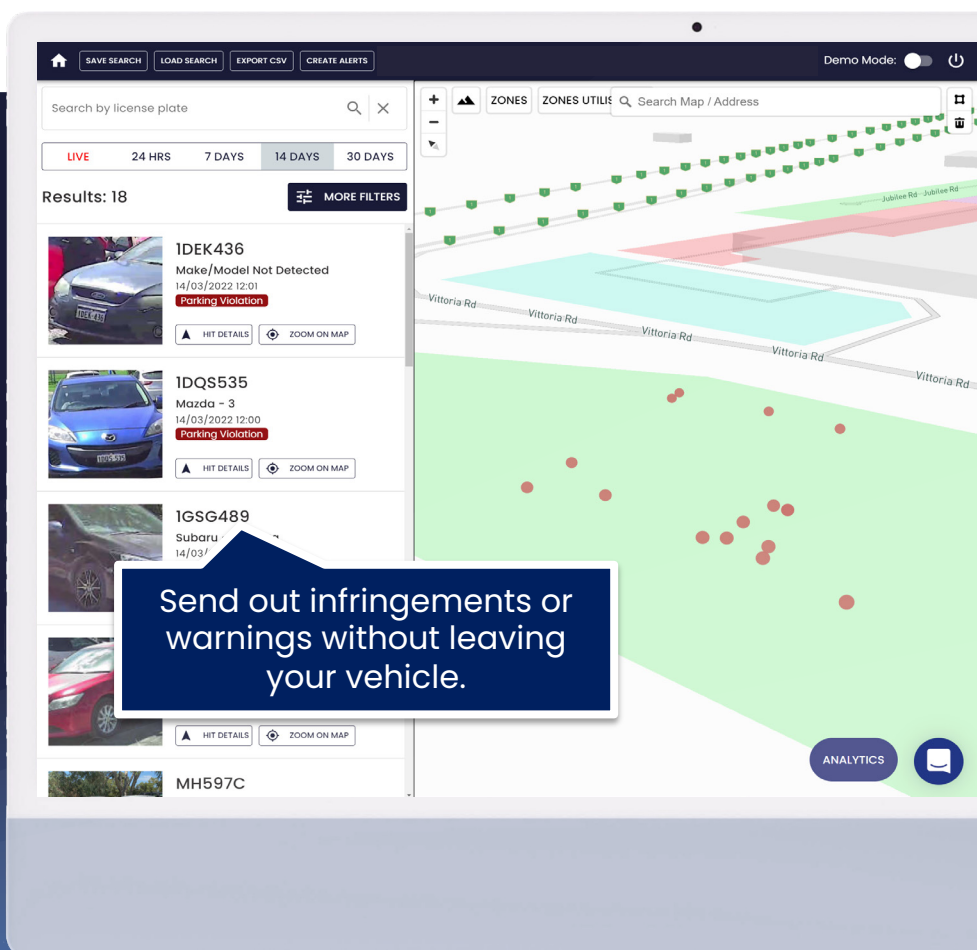 SAVE SEARCH
LOAD SEARCH
EXPORT CSV
CREATE ALERTS
Demo Mode:
Search by license plate
LIVE
24 HRS
7 DAYS
14 DAYS
30 DAYS
Results: 18
MORE FILTERS
1DEK436
Make/Model Not Detected
14/03/2022 12:01
Parking Violation
HIT DETAILS
ZOOM ON MAP
1DQS535
Mazda - 3
14/03/2022 12:00
Parking Violation
HIT DETAILS
ZOOM ON MAP
1GSG489
Subaru
14/03/
Send out infringements or
warnings without leaving
your vehicle.
HIT DETAILS
ZOOM ON MAP
MH597C
ZONES
ZONES UTILIS
Search Map / Address
Jubilee Rd
Jubilee Rd
Vittoria Rd
Vittoria Rd
Vittoria Rd
Vittoria Rd
Vittoria Rd
ANALYTICS